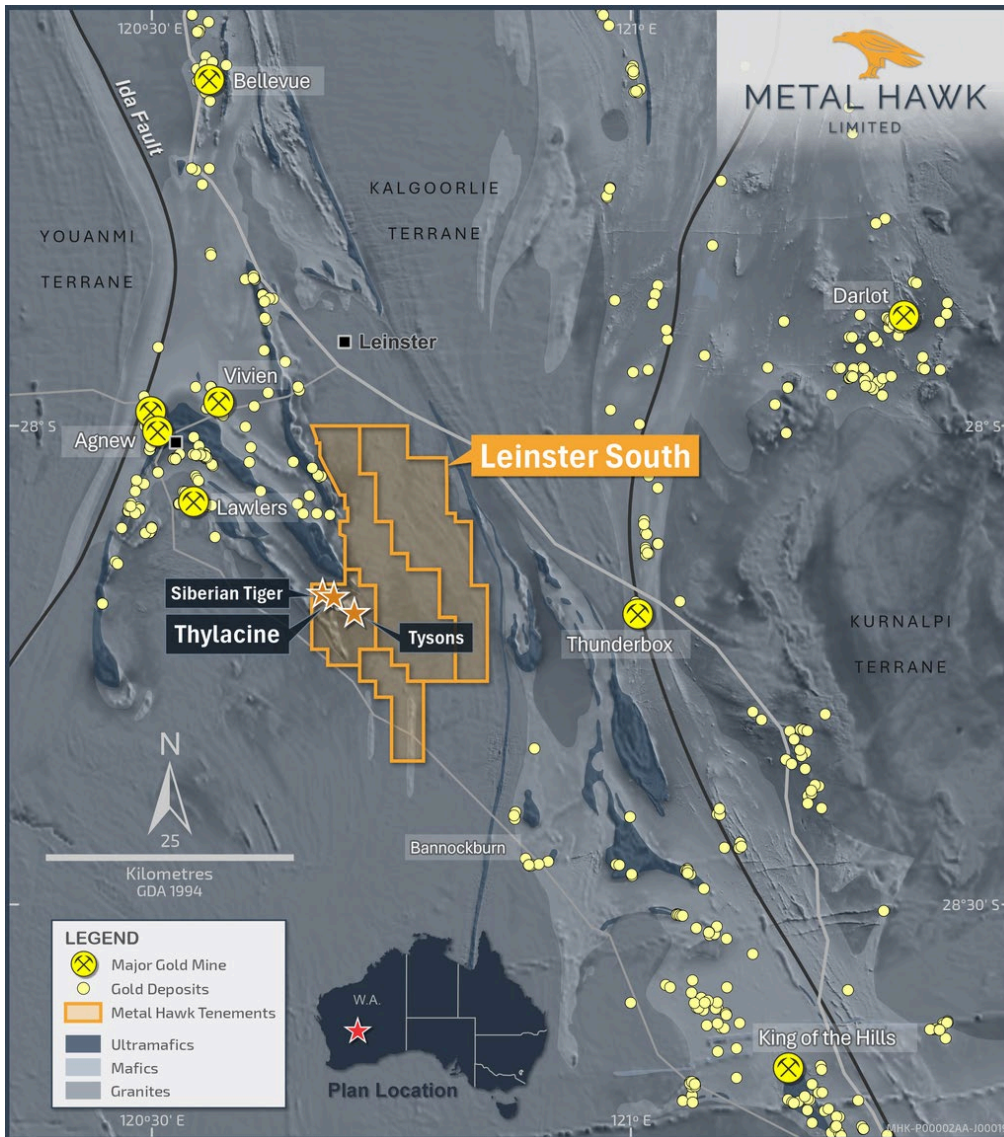 120°30' E
121° E
METAL HAWK
LIMITED
Bellevue
Ida Fault
KALGOORLIE
TERRANE
YOUANMI
TERRANE
Darlot
Leinster
Vivien
28° S
Agnew
Leinster South
Lawlers
Siberian Tiger
Thylacine
Tysons
Thunderbox
KURNALPI
TERRANE
N
25
Kilometres
GDA 1994
Bannockburn
28°30' S
LEGEND
Major Gold Mine
Gold Deposits
Metal Hawk Tenements
Ultramafics
Mafics
Granites
W.A.
Plan Location
King of the Hills
120°30' E
121° E